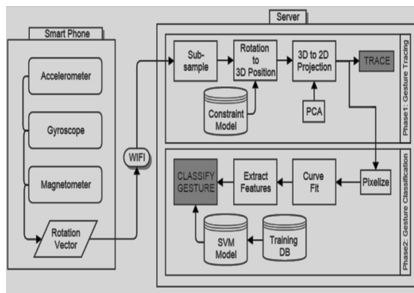 Smart Phone
Accelerometer
Gyroscope
Magnetometer
Rotation
Vector
WIFI
Server
Sub-
sample
Rotation
to
3D Position
3D to 2D
Projection
TRACE
Constraint
Model
PCA
Phase1: Gesture Tracing
CLASSIFY
GESTURE
Extract
Features
Curve
Fit
Pixelize
SVM
Model
Training
DB
Phase2: Gesture Classification